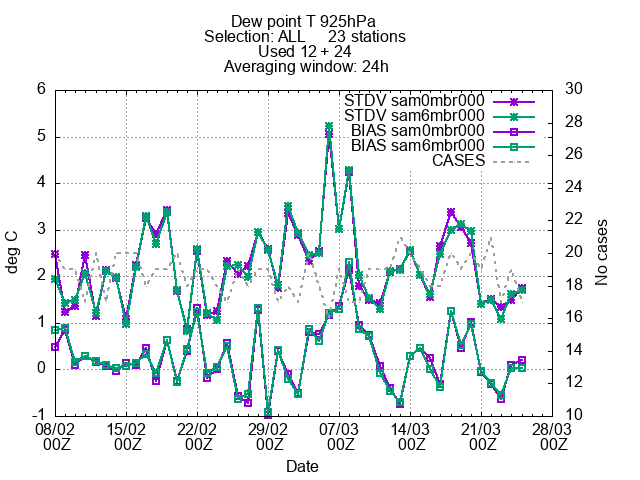 Dew point T 925hPa
Selection: ALL 23 stations
Used 12 + 24
Averaging window: 24h
6 30
STDV sam0mbr000
STDV sam6mbr000 28
5 BIAS sam0mbr000
BIAS sam6mbr000 26
CASES
4 24
22
3
20
deg C
No cases
2 18
1 16
14
0
12
-1 10
08/02 15/02 22/02 29/02 07/03 14/03 21/03 28/03
00Z 00Z 00Z 00Z 00Z 00Z 00Z 00Z
Date